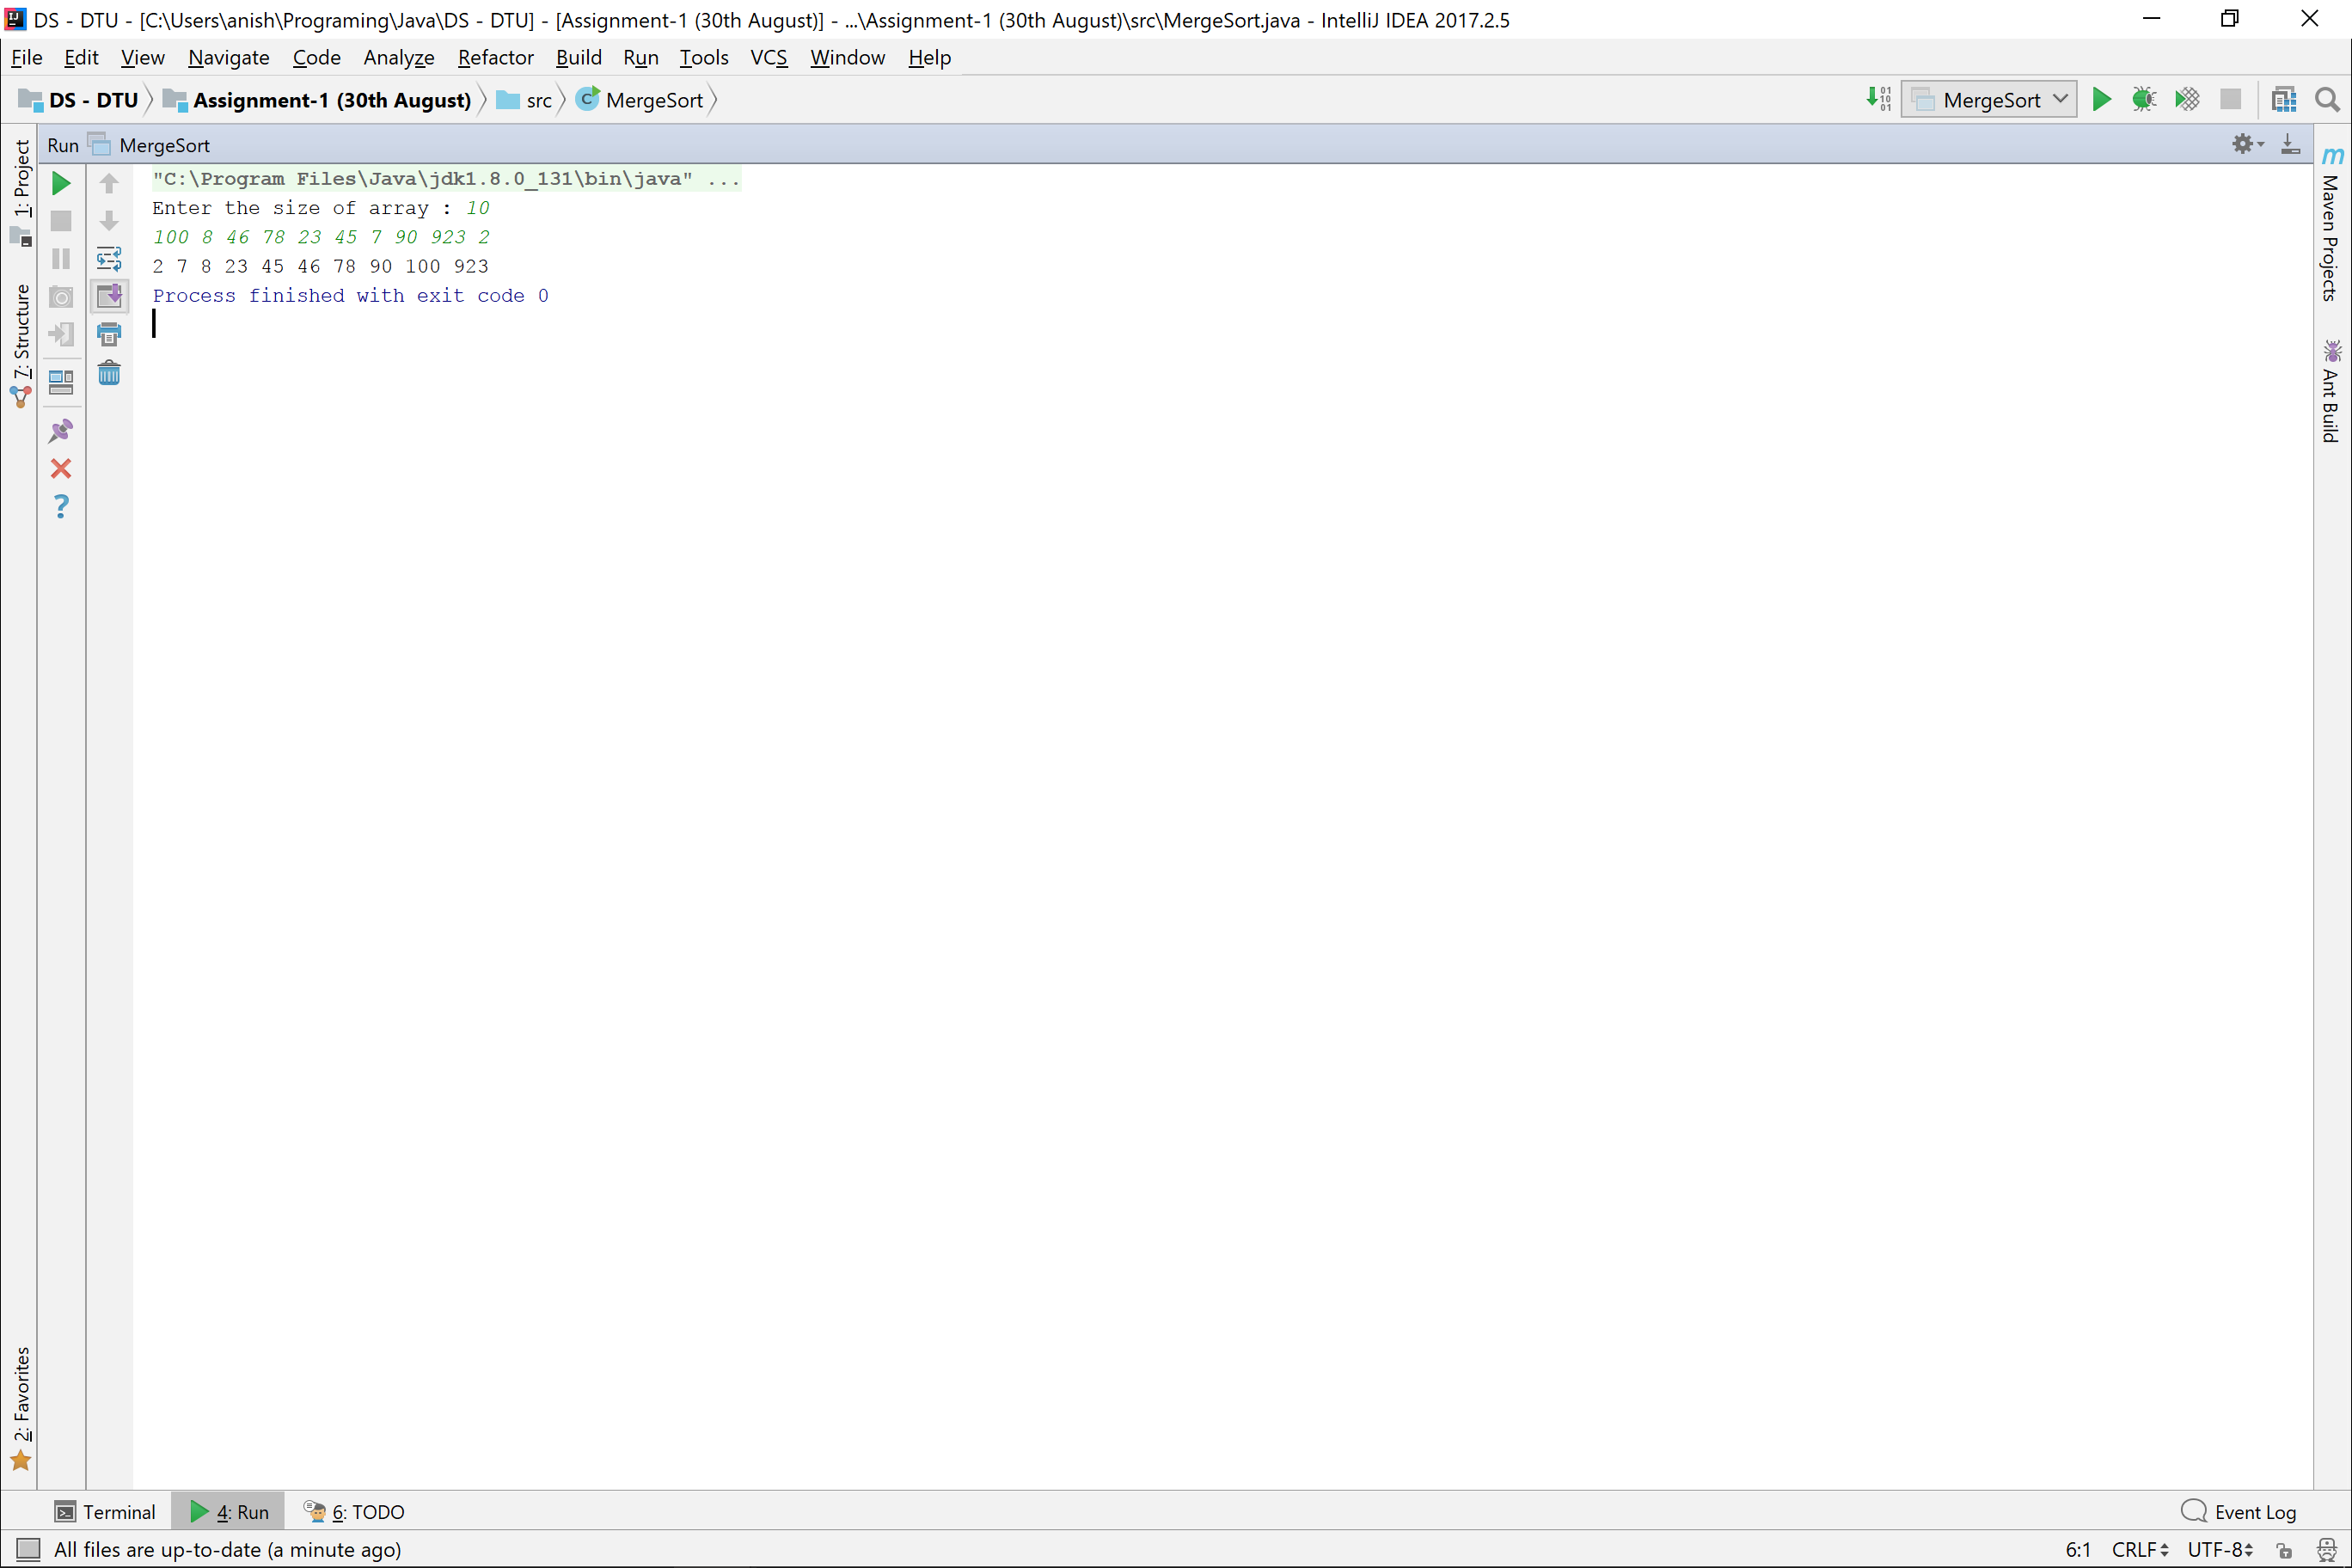 DS - DTU - [C:\Users\anish\Programing\Java\DS - DTU] - [Assignment-1 (30th August)] - ...\Assignment-1 (30th August)\src\MergeSort.java - IntelliJ IDEA 2017.2.5
File Edit View Navigate Code Analyze Refactor Build Run Tools VCS Window Help
DS - DTU Assignment-1 (30th August) src MergeSort MergeSort
Run MergeSort
1: Project
7: Structure
2: Favorites
"C:\Program Files\Java\jdk1.8.0_131\bin\java" ...
Enter the size of array : 10
100 8 46 78 23 45 7 90 923 2
2 7 8 23 45 46 78 90 100 923
Process finished with exit code 0
Maven Projects
Ant Build
Terminal 4: Run 6: TODO Event Log
All files are up-to-date (a minute ago) 6:1 CRLF UTF-8